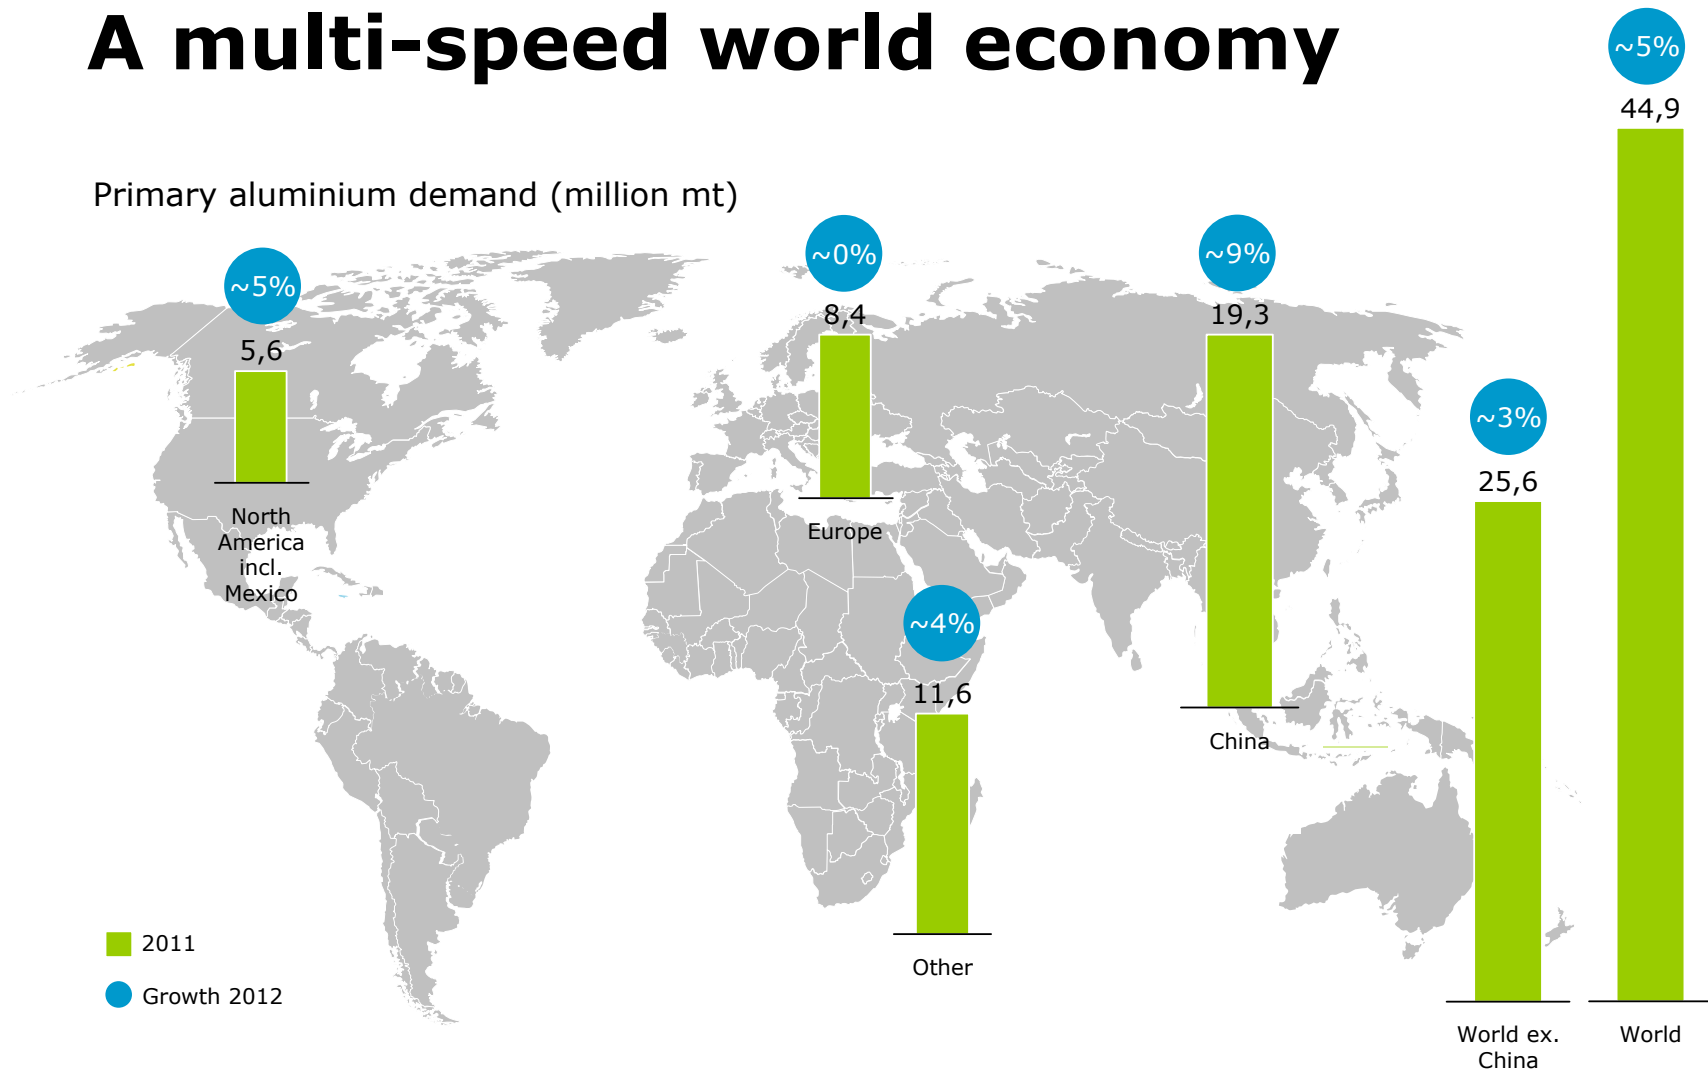 A multi-speed world economy
Primary aluminium demand (million mt)
~5%
5,6
North
America
incl.
Mexico
~0%
8,4
Europe
~4%
11,6
Other
~9%
19,3
China
~3%
25,6
World ex.
China
~5%
44,9
World
2011
Growth 2012